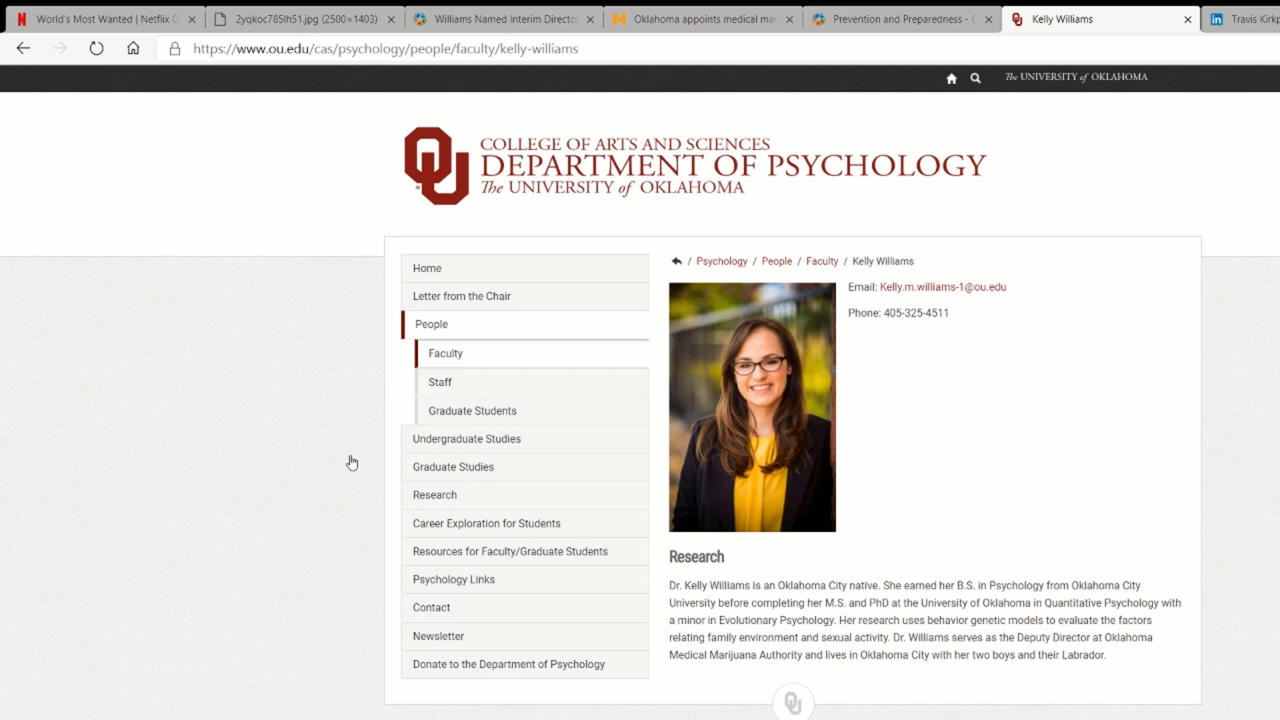 World's Most Wanted | Netflix O
2yqkoc785lh51.jpg (2500×1403)
Williams Named Interim Directo
Oklahoma appoints medical mar
Prevention and Preparedness - C
Kelly Williams
Travis Kirkp
https://www.ou.edu/cas/psychology/people/faculty/kelly-williams
The UNIVERSITY of OKLAHOMA
COLLEGE OF ARTS AND SCIENCES
DEPARTMENT OF PSYCHOLOGY
The UNIVERSITY of OKLAHOMA
Home
Letter from the Chair
People
Faculty
Staff
Graduate Students
Undergraduate Studies
Graduate Studies
Research
Career Exploration for Students
Resources for Faculty/Graduate Students
Psychology Links
Contact
Newsletter
Donate to the Department of Psychology
/ Psychology / People / Faculty / Kelly Williams
Email: Kelly.m.williams-1@ou.edu
Phone: 405-325-4511
Research
Dr. Kelly Williams is an Oklahoma City native. She earned her B.S. in Psychology from Oklahoma City
University before completing her M.S. and PhD at the University of Oklahoma in Quantitative Psychology with
a minor in Evolutionary Psychology. Her research uses behavior genetic models to evaluate the factors
relating family environment and sexual activity. Dr. Williams serves as the Deputy Director at Oklahoma
Medical Marijuana Authority and lives in Oklahoma City with her two boys and their Labrador.